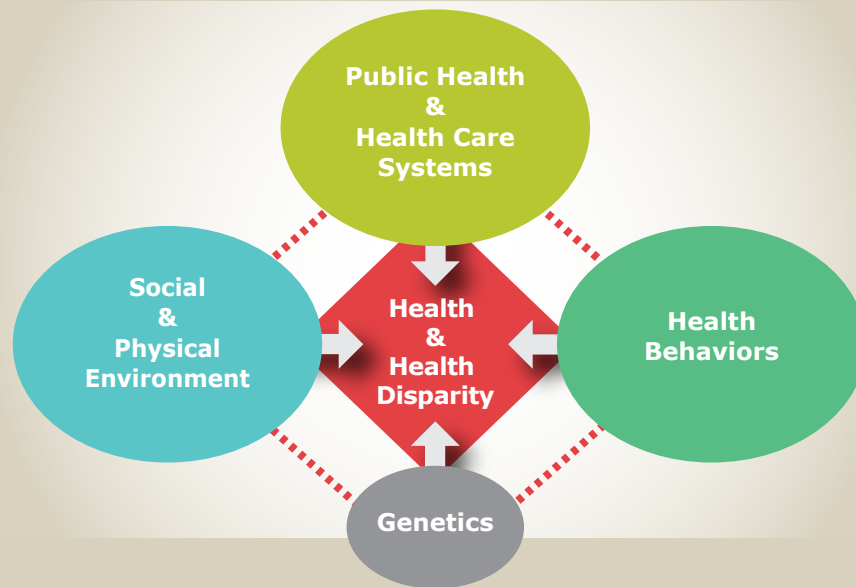 Public Health
&
Health Care
Systems
Social
&
Physical
Environment
Health
&
Health
Disparity
Health
Behaviors
Genetics